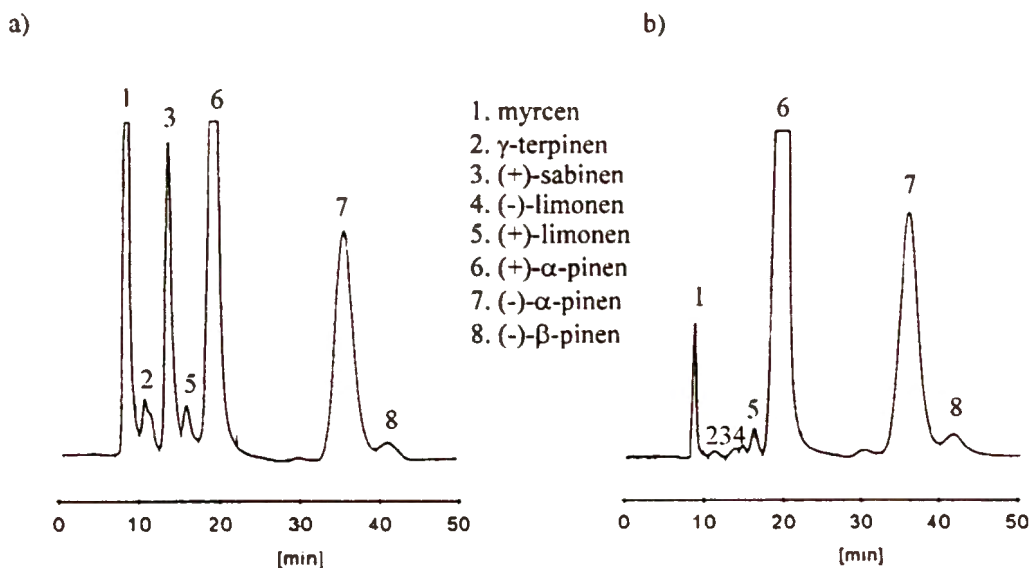 a)
b)
1 3 6
2 5 7 8
0 10 20 30 40 50
[min]
1. myrcen
2. γ-terpinen
3. (+)-sabinen
4. (-)-limonen
5. (+)-limonen
6. (+)-α-pinen
7. (-)-α-pinen
8. (-)-β-pinen
6
7
1
234 5 8
0 10 20 30 40 50
[min]